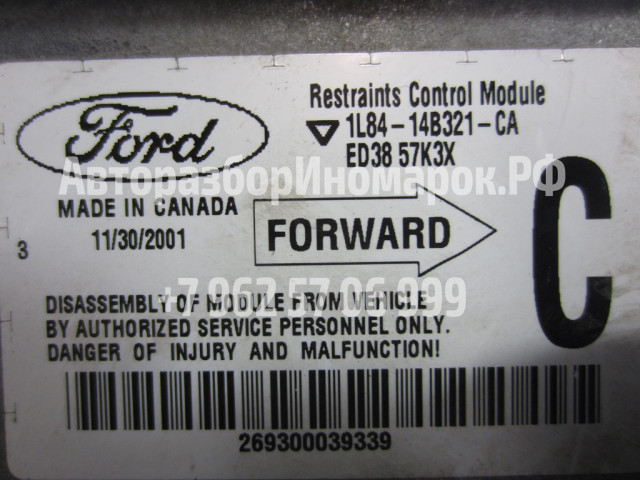 Ford
Restraints Control Module
1L84-14B321-CA
ED38 57K3X
АвторазборИномарок.РФ
MADE IN CANADA
11/30/2001
FORWARD
C
3
+7 962 57 06 999
DISASSEMBLY OF MODULE FROM VEHICLE
BY AUTHORIZED SERVICE PERSONNEL ONLY.
DANGER OF INJURY AND MALFUNCTION!
269300039339